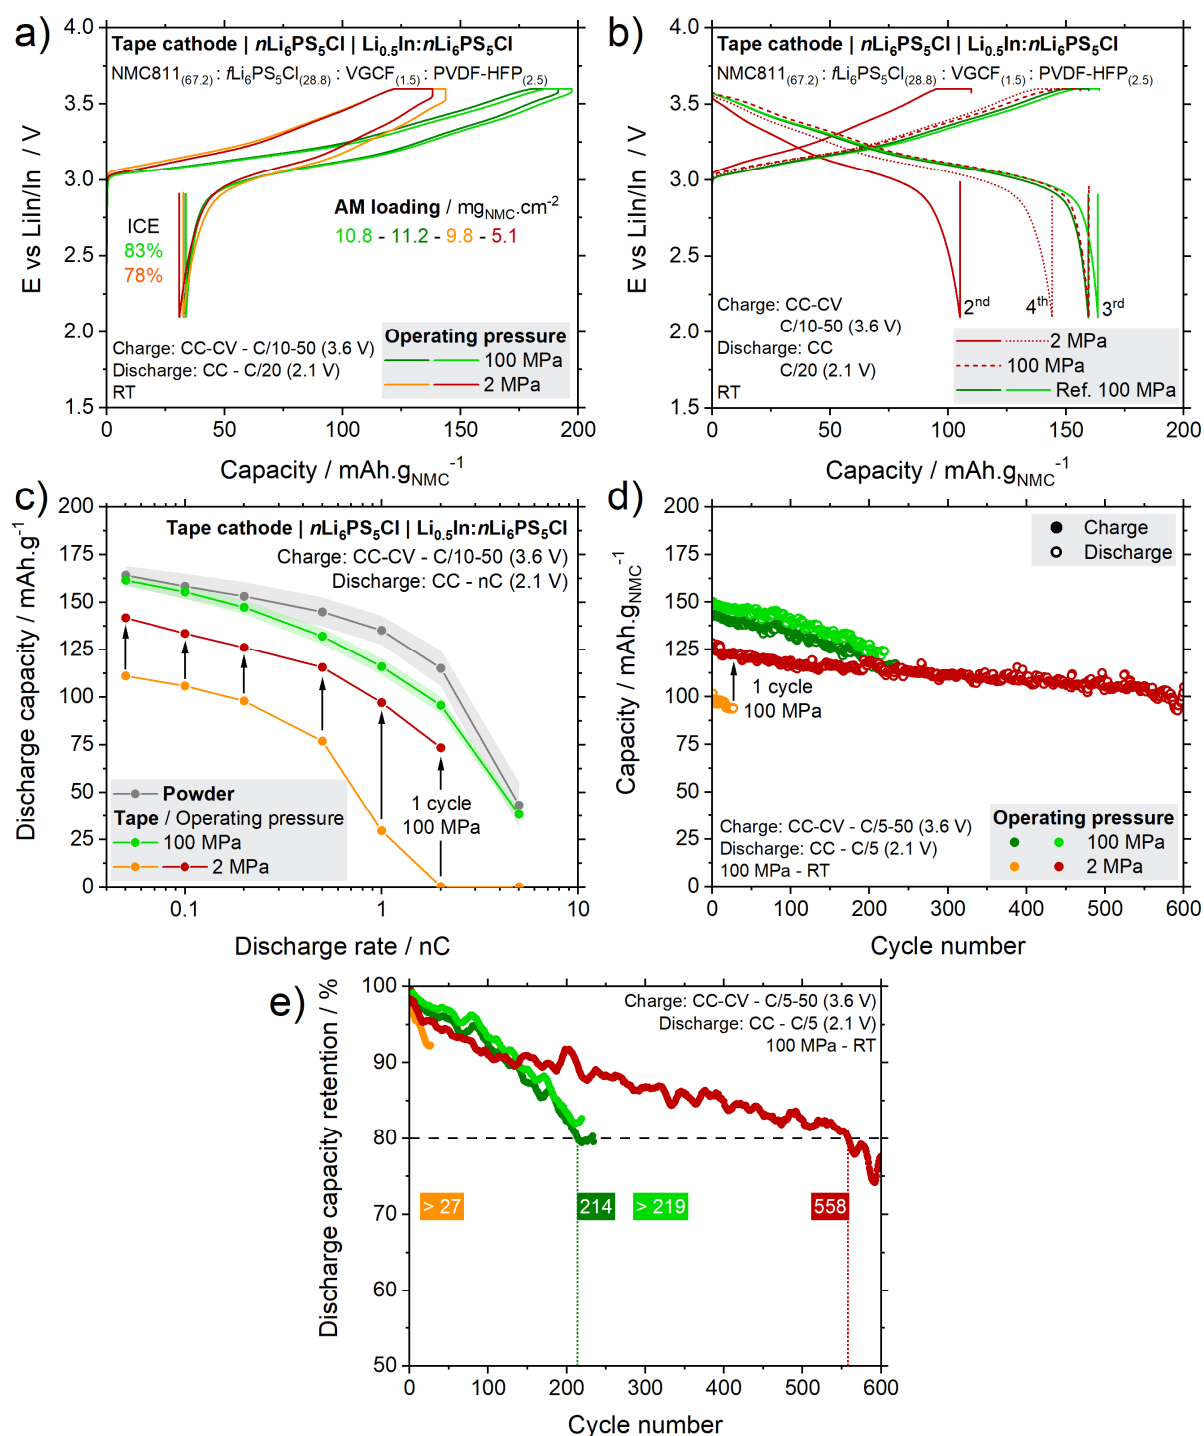 a)
4.0
3.5
3.0
2.5
2.0
1.5
E vs LiIn/In / V
Tape cathode | nLi₆PS₅Cl | Li₀.₅In:nLi₆PS₅Cl
NMC811₍₆₇.₂₎ : fLi₆PS₅Cl₍₂₈.₈₎ : VGCF₍₁.₅₎ : PVDF-HFP₍₂.₅₎
AM loading / mg_NMC.cm⁻²
10.8 - 11.2 - 9.8 - 5.1
ICE
83%
78%
Charge: CC-CV - C/10-50 (3.6 V)
Discharge: CC - C/20 (2.1 V)
RT
Operating pressure
100 MPa
2 MPa
0 50 100 150 200
Capacity / mAh.g_NMC⁻¹
b)
4.0
3.5
3.0
2.5
2.0
1.5
E vs LiIn/In / V
Tape cathode | nLi₆PS₅Cl | Li₀.₅In:nLi₆PS₅Cl
NMC811₍₆₇.₂₎ : fLi₆PS₅Cl₍₂₈.₈₎ : VGCF₍₁.₅₎ : PVDF-HFP₍₂.₅₎
2ⁿᵈ 4ᵗʰ 3ʳᵈ
Charge: CC-CV
C/10-50 (3.6 V)
Discharge: CC
C/20 (2.1 V)
RT
2 MPa
100 MPa
Ref. 100 MPa
0 50 100 150 200
Capacity / mAh.g_NMC⁻¹
c)
200
175
150
125
100
75
50
25
0
Discharge capacity / mAh.g⁻¹
Tape cathode | nLi₆PS₅Cl | Li₀.₅In:nLi₆PS₅Cl
Charge: CC-CV - C/10-50 (3.6 V)
Discharge: CC - nC (2.1 V)
1 cycle
100 MPa
Powder
Tape / Operating pressure
100 MPa
2 MPa
0.1 1 10
Discharge rate / nC
d)
200
175
150
125
100
75
50
25
0
Capacity / mAh.g_NMC⁻¹
Charge
Discharge
1 cycle
100 MPa
Charge: CC-CV - C/5-50 (3.6 V)
Discharge: CC - C/5 (2.1 V)
100 MPa - RT
Operating pressure
100 MPa
2 MPa
0 100 200 300 400 500 600
Cycle number
e)
100
90
80
70
60
50
Discharge capacity retention / %
Charge: CC-CV - C/5-50 (3.6 V)
Discharge: CC - C/5 (2.1 V)
100 MPa - RT
> 27 214 > 219 558
0 100 200 300 400 500 600
Cycle number